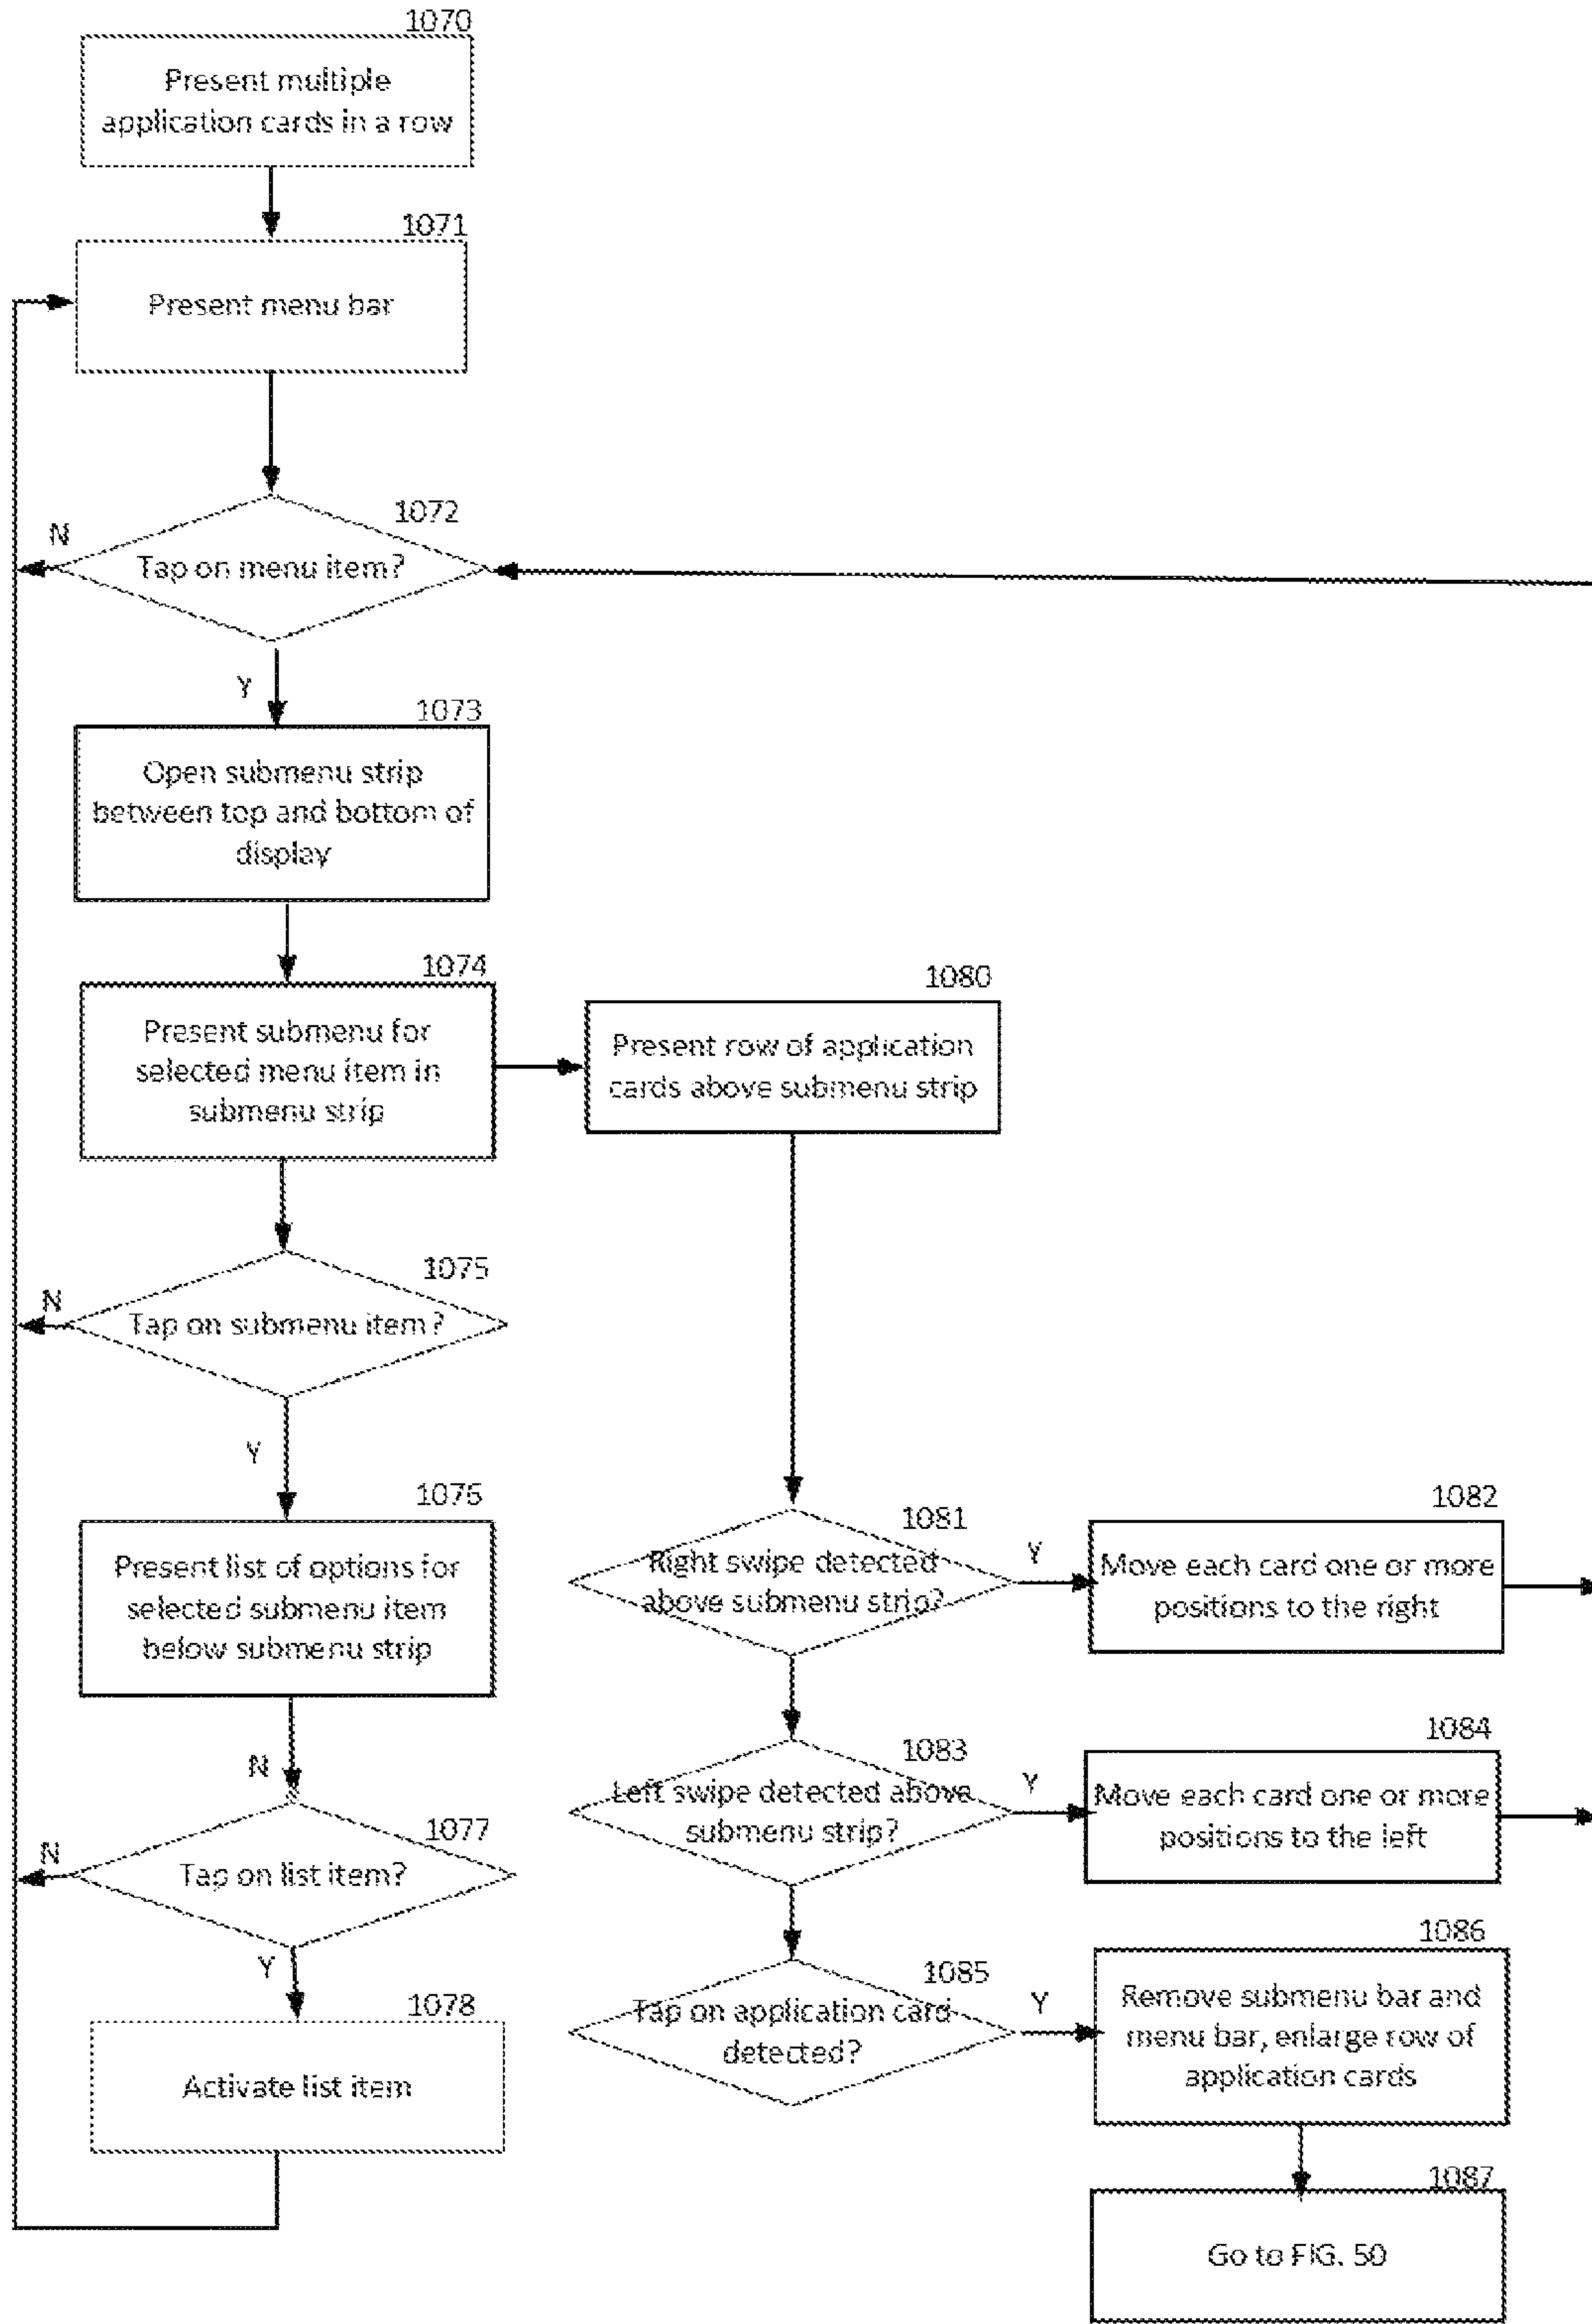 1070
Present multiple
application cards in a row
1071
Present menu bar
1072
N
Tap on menu item?
Y
1073
Open submenu strip
between top and bottom of
display
1074
Present submenu for
selected menu item in
submenu strip
1080
Present row of application
cards above submenu strip
1075
N
Tap on submenu item?
Y
1076
Present list of options for
selected submenu item
below submenu strip
N
1077
N
Tap on list item?
Y
1078
Activate list item
1081
Right swipe detected
above submenu strip?
Y
1082
Move each card one or more
positions to the right
1083
Left swipe detected above
submenu strip?
Y
1084
Move each card one or more
positions to the left
1085
Tap on application card
detected?
Y
1086
Remove submenu bar and
menu bar, enlarge row of
application cards
1087
Go to FIG. 50